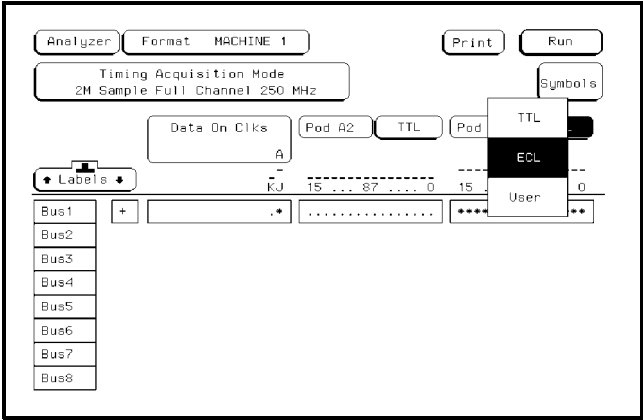 Analyzer Format MACHINE 1 Print Run
Timing Acquisition Mode
2M Sample Full Channel 250 MHz
Symbols
Data On Clks
A
Pod A2 TTL Pod
TTL
ECL
User
Labels
KJ 15 ... 87 .... 0 15 . 0
Bus1 + .* ................ **** **
Bus2
Bus3
Bus4
Bus5
Bus6
Bus7
Bus8